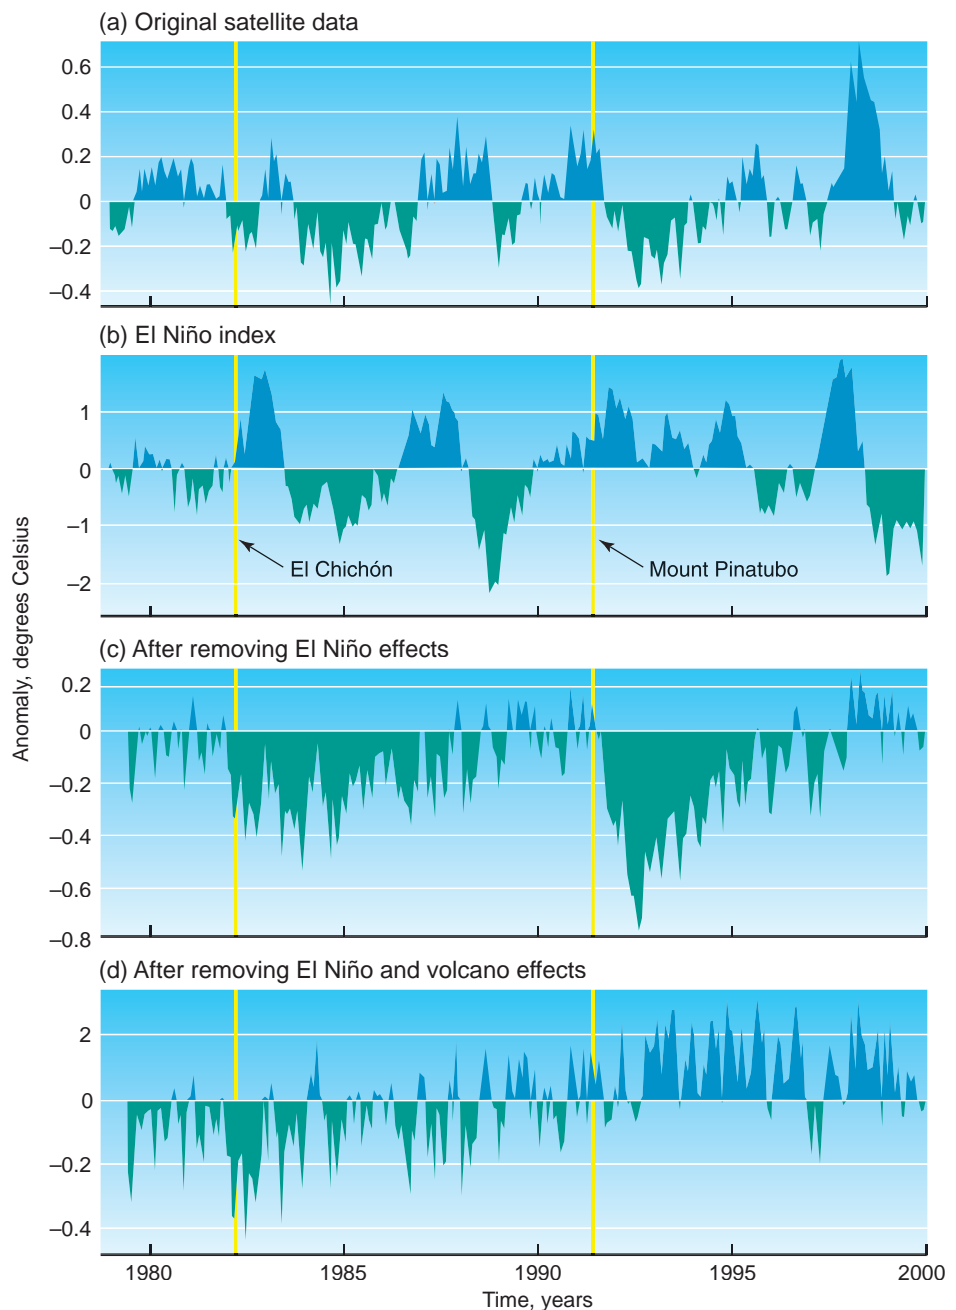 (a) Original satellite data
0.6
0.4
0.2
0
–0.2
–0.4
(b) El Niño index
1
0
–1
–2
El Chichón
Mount Pinatubo
Anomaly, degrees Celsius
(c) After removing El Niño effects
0.2
0
–0.2
–0.4
–0.6
–0.8
(d) After removing El Niño and volcano effects
2
0
–0.2
–0.4
1980 1985 1990 1995 2000
Time, years